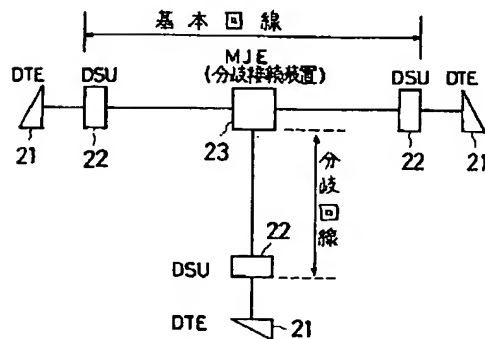 基本回線
MJE
(分岐接続装置)
DTE DSU DSU DTE
21 22 23 22 21
分岐回線
22
DSU
DTE 21